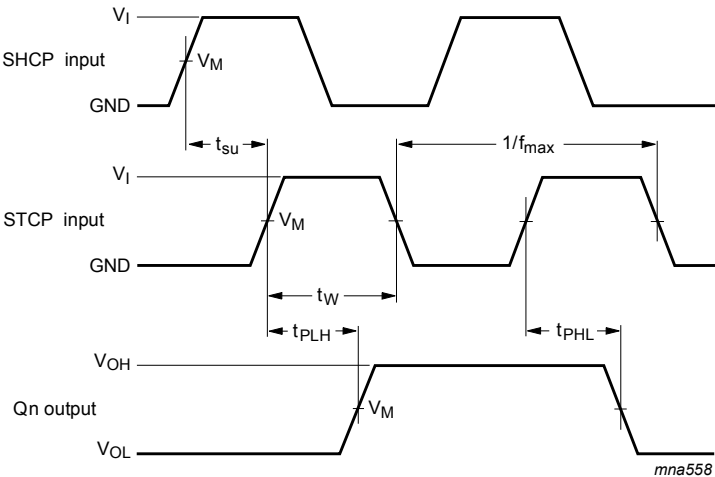 VI
SHCP input
VM
GND
tsu
1/fmax
VI
STCP input
VM
GND
tW
tPLH
tPHL
VOH
Qn output
VM
VOL
mna558